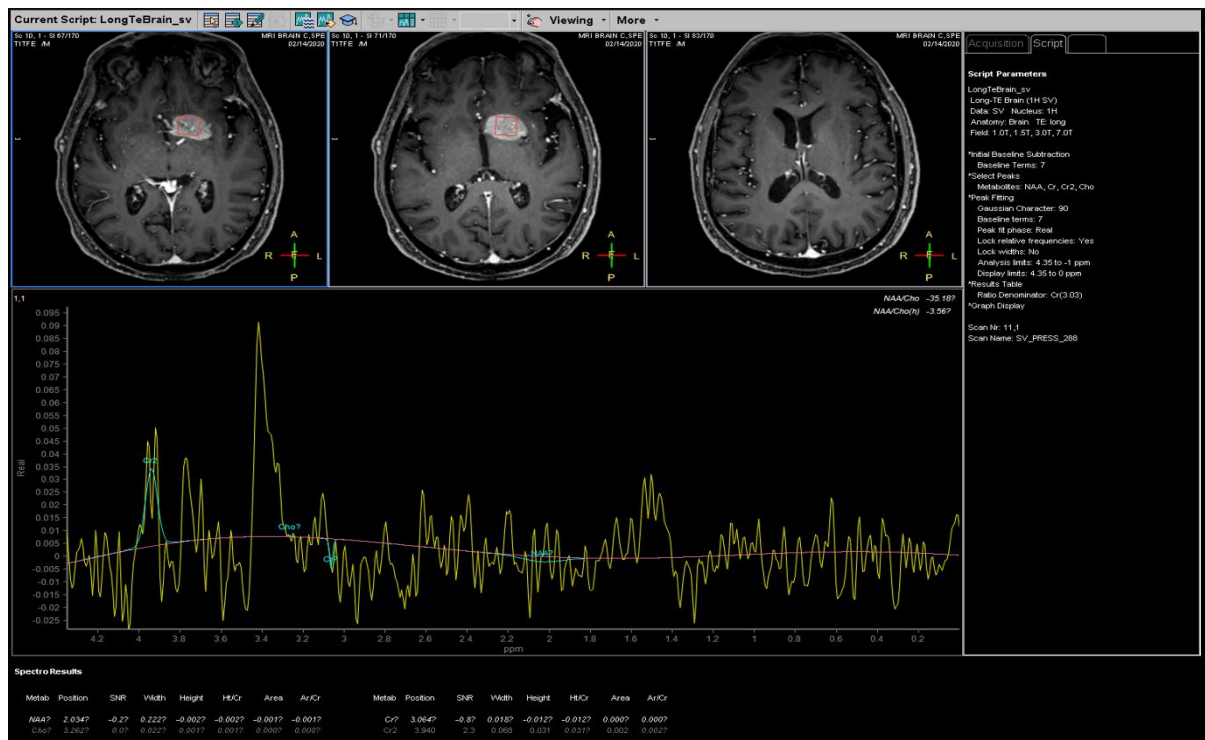 Current Script: LongTeBrain_sv
Viewing
More
Sc 10, 1 - SI 67/170
T1TFE /M
MRI BRAIN C,SPE
02/14/2020
A
R F L
P
Sc 10, 1 - SI 71/170
T1TFE /M
MRI BRAIN C,SPE
02/14/2020
A
R F L
P
Sc 10, 1 - SI 83/170
T1TFE /M
MRI BRAIN C,SPE
02/14/2020
A
R F L
P
Acquisition Script
Script Parameters
LongTeBrain_sv
Long-TE Brain (1H SV)
Data: SV Nucleus: 1H
Anatomy: Brain TE: long
Field: 1.0T, 1.5T, 3.0T, 7.0T
*Initial Baseline Subtraction
Baseline Terms: 7
*Select Peaks
Metabolites: NAA, Cr, Cr2, Cho
*Peak Fitting
Gaussian Character: 90
Baseline terms: 7
Peak fit phase: Real
Lock relative frequencies: Yes
Lock widths: No
Analysis limits: 4.35 to -1 ppm
Display limits: 4.35 to 0 ppm
*Results Table
Ratio Denominator: Cr(3.03)
*Graph Display
Scan Nr: 11,1
Scan Name: SV_PRESS_288
1,1
NAA/Cho -35.18?
NAA/Cho(h) -3.56?
0.095
0.09
0.085
0.08
0.075
0.07
0.065
0.06
0.055
0.05
0.045
0.04
0.035
0.03
0.025
0.02
0.015
0.01
0.005
0
-0.005
-0.01
-0.015
-0.02
-0.025
Real
Cr2
Cho?
Cr?
NAA?
4.2 4 3.8 3.6 3.4 3.2 3 2.8 2.6 2.4 2.2 2 1.8 1.6 1.4 1.2 1 0.8 0.6 0.4 0.2
ppm
Spectro Results
Metab Position SNR Width Height Ht/Cr Area Ar/Cr Metab Position SNR Width Height Ht/Cr Area Ar/Cr
NAA? 2.034? -0.2? 0.222? -0.002? -0.002? -0.001? -0.001? Cr? 3.064? -0.8? 0.018? -0.012? -0.012? 0.000? 0.000?
Cho? 3.262? 0.0? 0.022? 0.001? 0.001? 0.000? 0.000? Cr2 3.940 2.3 0.068 0.031 0.031? 0.002 0.002?